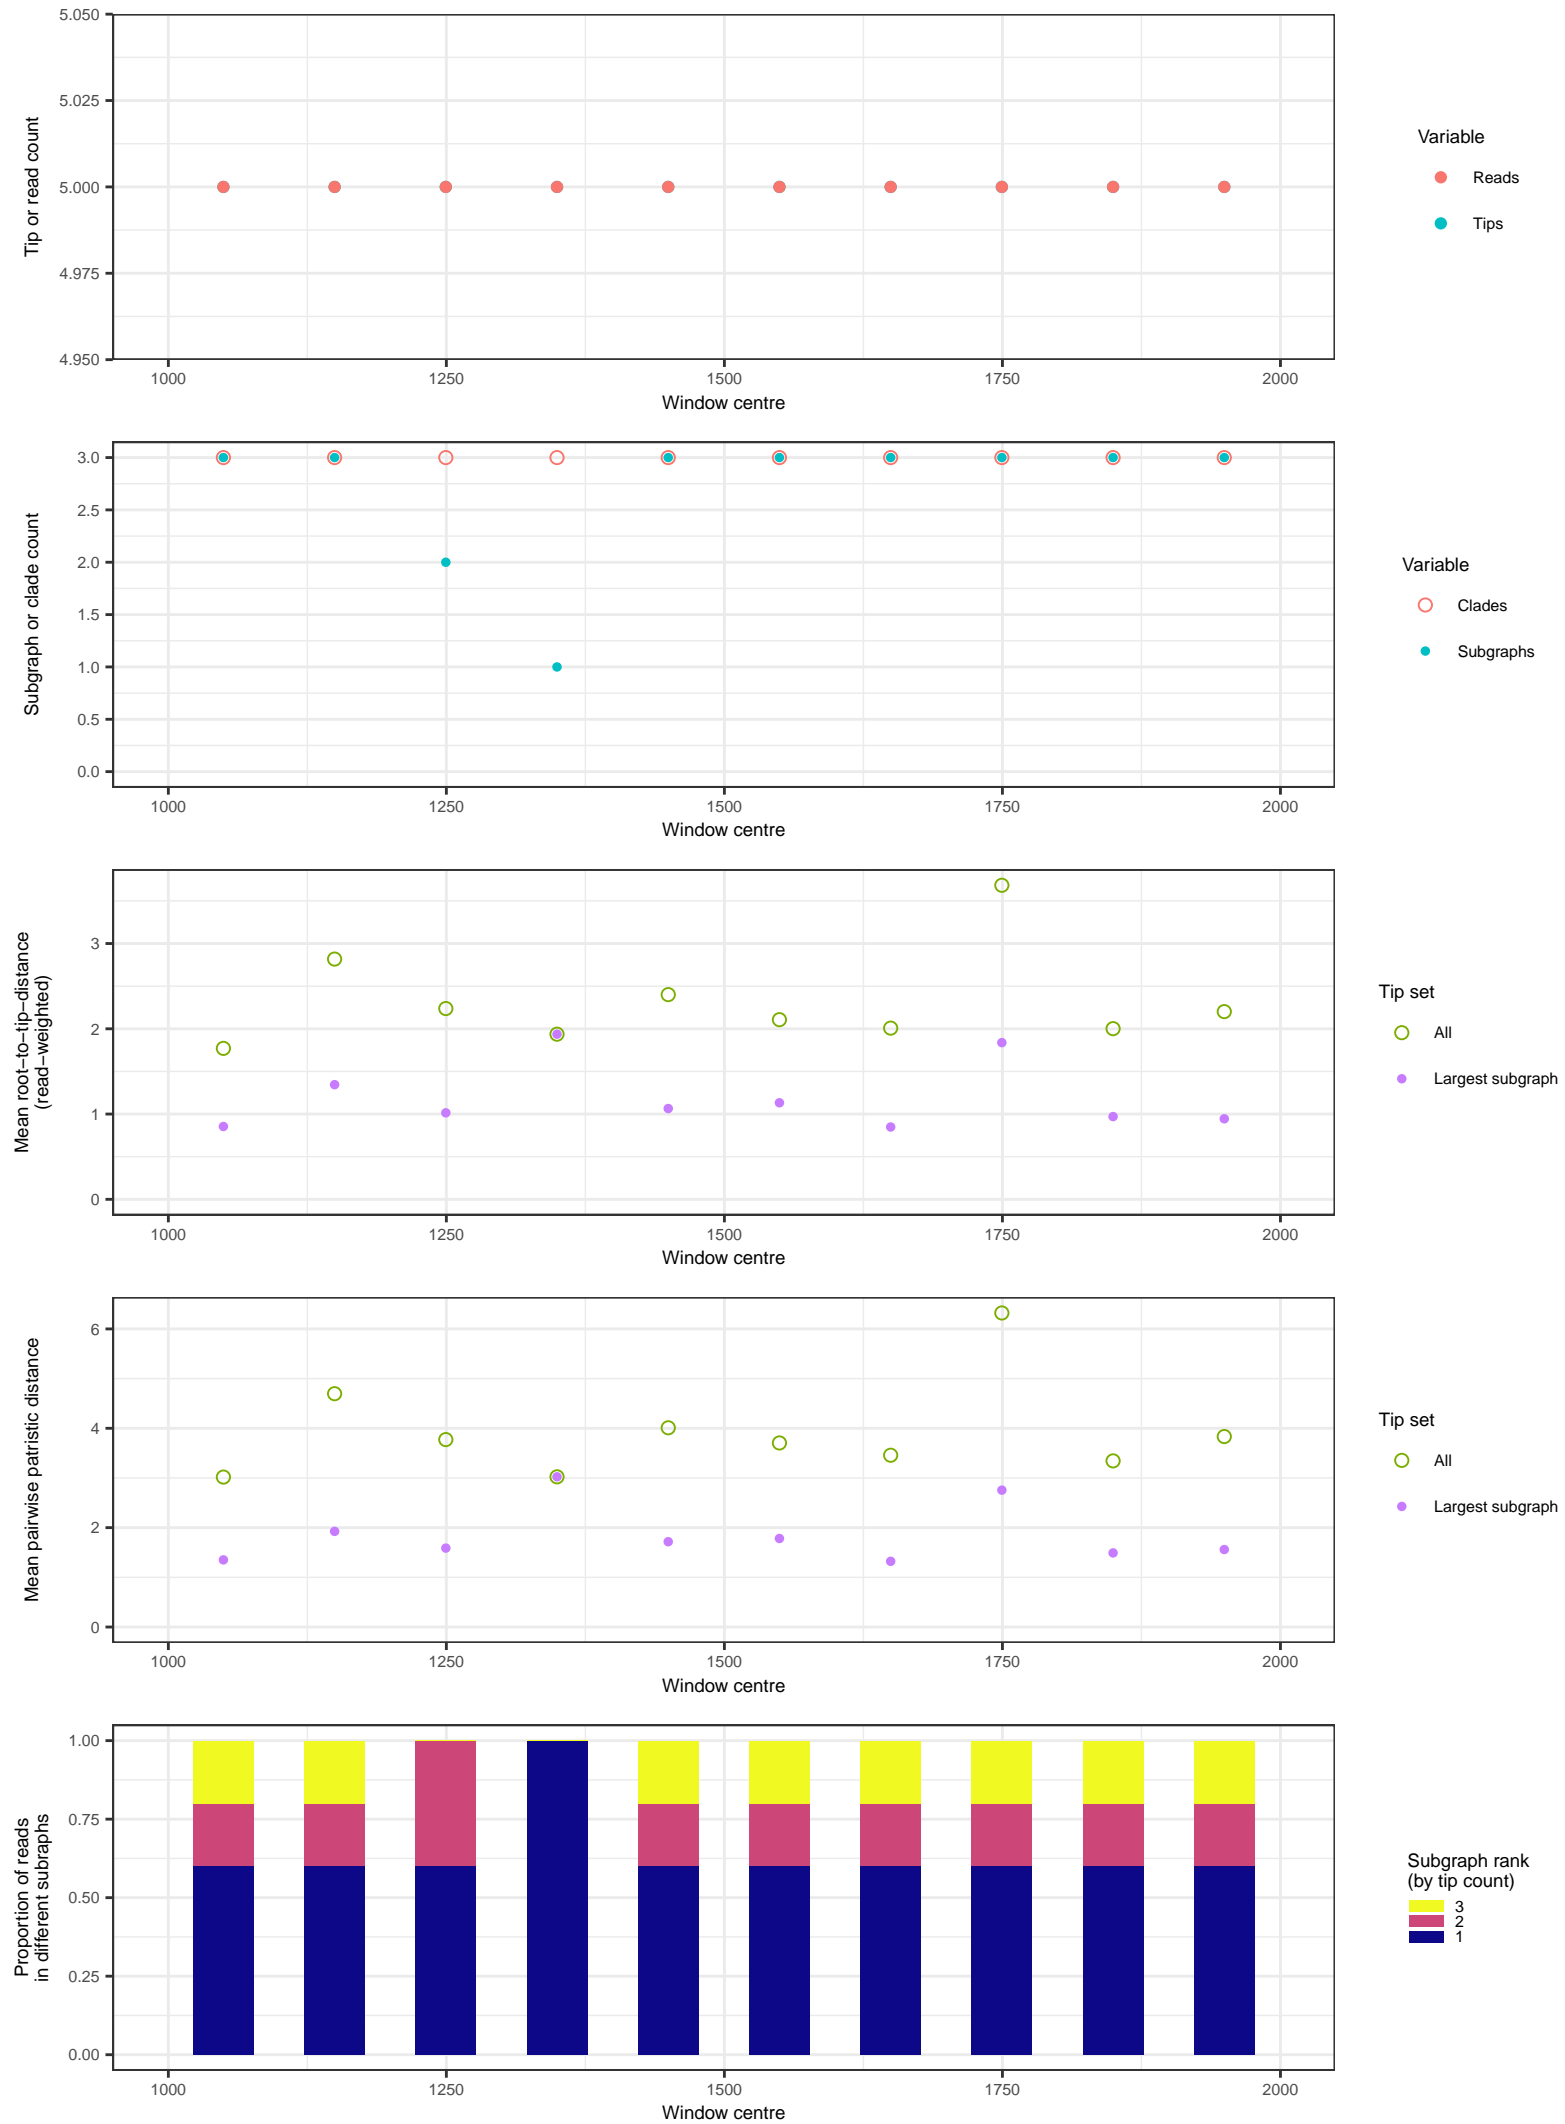 5.050
5.025
5.000
4.975
4.950
Tip or read count
1000 1250 1500 1750 2000
Window centre
Variable
Reads
Tips
3.0
2.5
2.0
1.5
1.0
0.5
0.0
Subgraph or clade count
1000 1250 1500 1750 2000
Window centre
Variable
Clades
Subgraphs
3
2
1
0
Mean root−to−tip−distance
(read−weighted)
1000 1250 1500 1750 2000
Window centre
Tip set
All
Largest subgraph
6
4
2
0
Mean pairwise patristic distance
1000 1250 1500 1750 2000
Window centre
Tip set
All
Largest subgraph
1.00
0.75
0.50
0.25
0.00
Proportion of reads
in different subraphs
1000 1250 1500 1750 2000
Window centre
Subgraph rank
(by tip count)
3
2
1